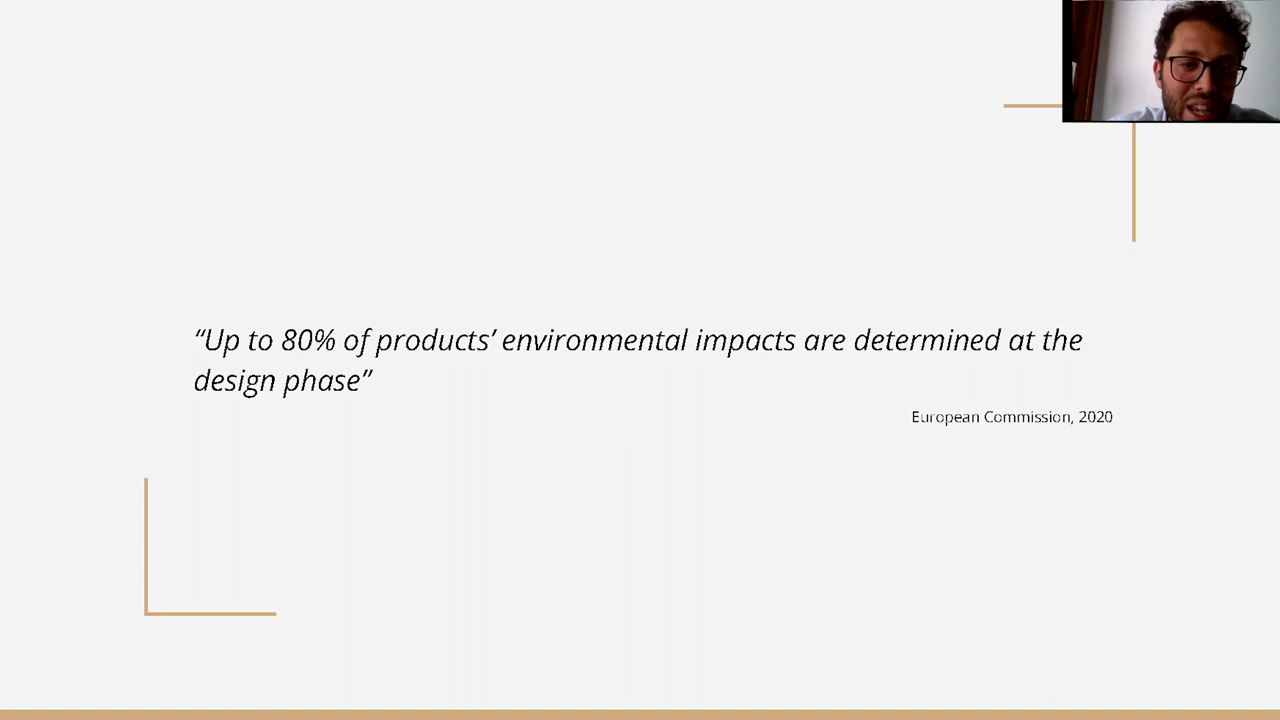 “Up to 80% of products’ environmental impacts are determined at the
design phase”
European Commission, 2020